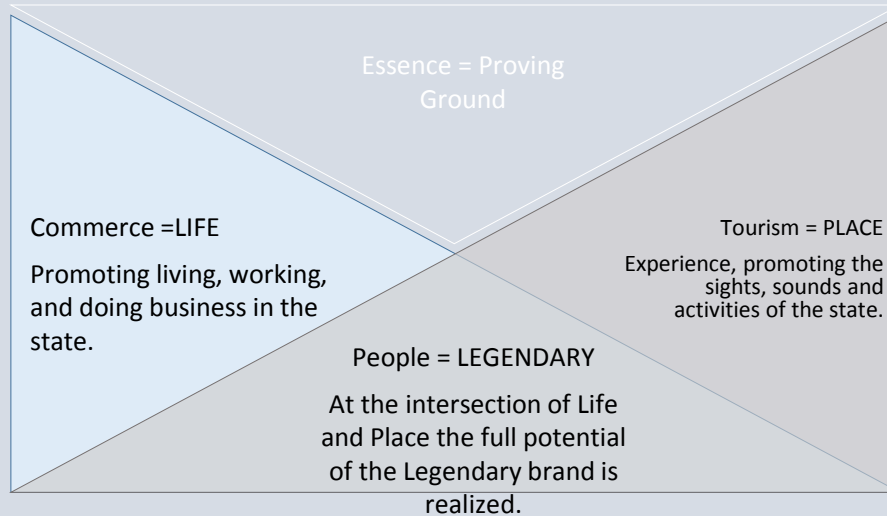 Essence = Proving
Ground
Commerce =LIFE
Promoting living, working,
and doing business in the
state.
Tourism = PLACE
Experience, promoting the
sights, sounds and
activities of the state.
People = LEGENDARY
At the intersection of Life
and Place the full potential
of the Legendary brand is
realized.